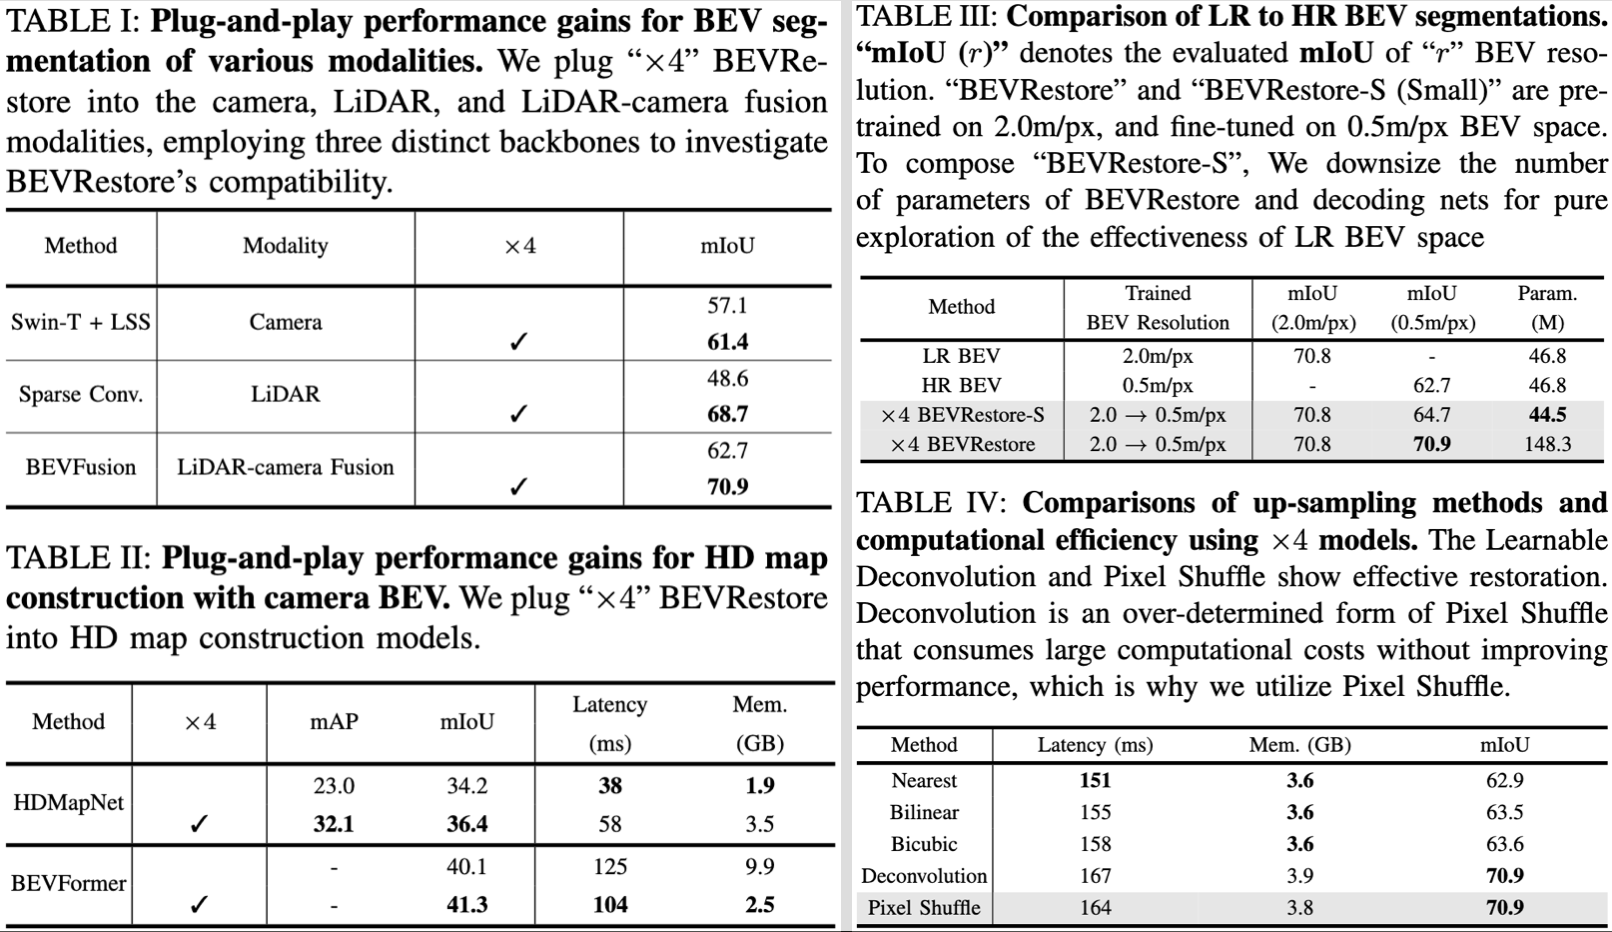 TABLE I: Plug-and-play performance gains for BEV seg-
mentation of various modalities. We plug “×4” BEVRe-
store into the camera, LiDAR, and LiDAR-camera fusion
modalities, employing three distinct backbones to investigate
BEVRestore’s compatibility.
Method Modality ×4 mIoU
57.1
Swin-T + LSS Camera
✓ 61.4
48.6
Sparse Conv. LiDAR
✓ 68.7
62.7
BEVFusion LiDAR-camera Fusion
✓ 70.9
TABLE II: Plug-and-play performance gains for HD map
construction with camera BEV. We plug “×4” BEVRestore
into HD map construction models.
Latency Mem.
Method ×4 mAP mIoU
(ms) (GB)
23.0 34.2 38 1.9
HDMapNet
✓ 32.1 36.4 58 3.5
- 40.1 125 9.9
BEVFormer
✓ - 41.3 104 2.5
TABLE III: Comparison of LR to HR BEV segmentations.
“mIoU (r)” denotes the evaluated mIoU of “r” BEV reso-
lution. “BEVRestore” and “BEVRestore-S (Small)” are pre-
trained on 2.0m/px, and fine-tuned on 0.5m/px BEV space.
To compose “BEVRestore-S”, We downsize the number
of parameters of BEVRestore and decoding nets for pure
exploration of the effectiveness of LR BEV space
Trained mIoU mIoU Param.
Method
BEV Resolution (2.0m/px) (0.5m/px) (M)
LR BEV 2.0m/px 70.8 - 46.8
HR BEV 0.5m/px - 62.7 46.8
×4 BEVRestore-S 2.0 → 0.5m/px 70.8 64.7 44.5
×4 BEVRestore 2.0 → 0.5m/px 70.8 70.9 148.3
TABLE IV: Comparisons of up-sampling methods and
computational efficiency using ×4 models. The Learnable
Deconvolution and Pixel Shuffle show effective restoration.
Deconvolution is an over-determined form of Pixel Shuffle
that consumes large computational costs without improving
performance, which is why we utilize Pixel Shuffle.
Method Latency (ms) Mem. (GB) mIoU
Nearest 151 3.6 62.9
Bilinear 155 3.6 63.5
Bicubic 158 3.6 63.6
Deconvolution 167 3.9 70.9
Pixel Shuffle 164 3.8 70.9